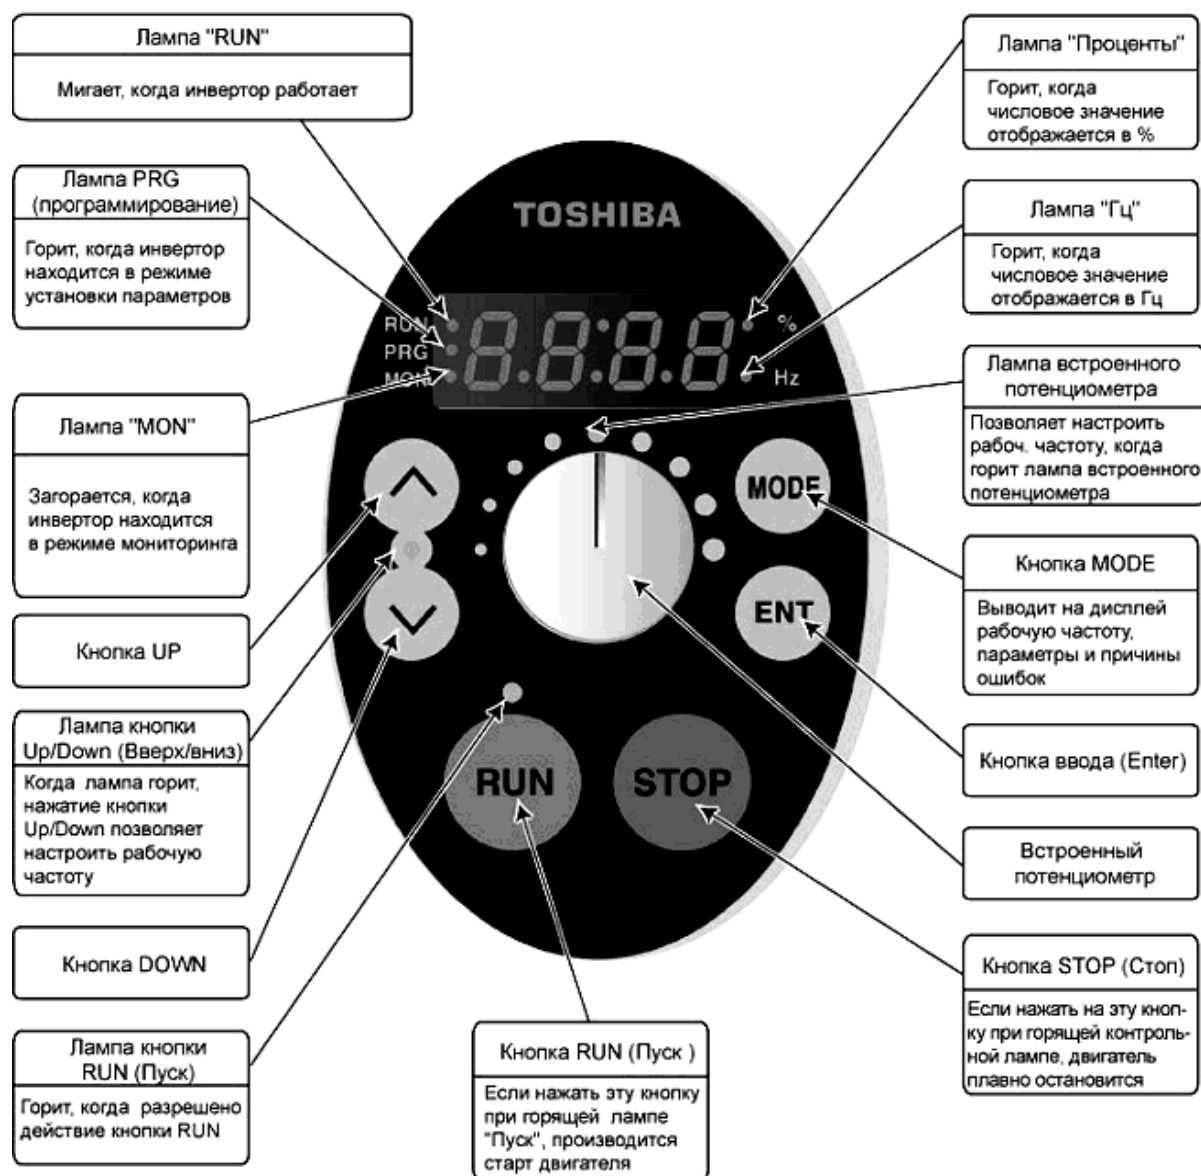 Лампа "RUN"
Мигает, когда инвертор работает
Лампа "Проценты"
Горит, когда
числовое значение
отображается в %
Лампа PRG
(программирование)
Горит, когда инвертор
находится в режиме
установки параметров
Лампа "Гц"
Горит, когда
числовое значение
отображается в Гц
TOSHIBA
RUN
PRG
MON
8.8:8.8
%
Hz
Лампа "MON"
Загорается, когда
инвертор находится
в режиме мониторинга
Лампа встроенного
потенциометра
Позволяет настроить
рабоч. частоту, когда
горит лампа встроенного
потенциометра
MODE
ENT
Кнопка MODE
Выводит на дисплей
рабочую частоту,
параметры и причины
ошибок
Кнопка UP
Лампа кнопки
Up/Down (Вверх/вниз)
Когда лампа горит,
нажатие кнопки
Up/Down позволяет
настроить рабочую
частоту
Кнопка ввода (Enter)
RUN
STOP
Встроенный
потенциометр
Кнопка DOWN
Кнопка STOP (Стоп)
Если нажать на эту кноп-
ку при горящей контроль-
ной лампе, двигатель
плавно остановится
Лампа кнопки
RUN (Пуск)
Горит, когда разрешено
действие кнопки RUN
Кнопка RUN (Пуск )
Если нажать эту кнопку
при горящей лампе
"Пуск", производится
старт двигателя